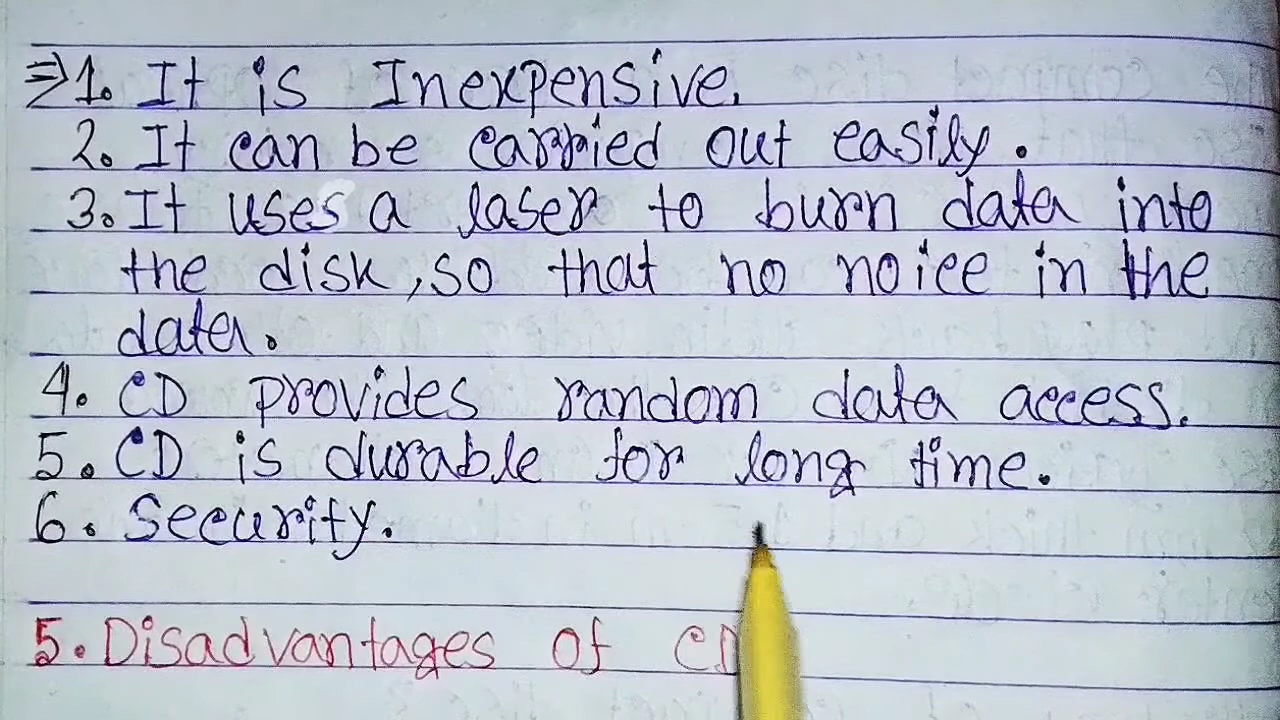 ⇒1. It is Inexpensive.
2. It can be carried out easily.
3. It uses a laser to burn data into
the disk, so that no noice in the
data.
4. CD provides random data access.
5. CD is durable for long time.
6. Security.
5. Disadvantages of CD